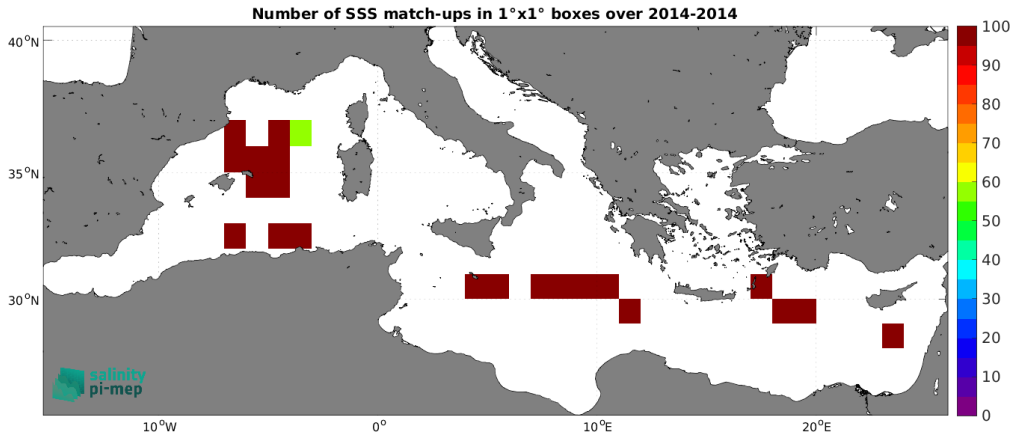 Number of SSS match-ups in 1°x1° boxes over 2014-2014
40°N
35°N
30°N
10°W
0°
10°E
20°E
100
90
80
70
60
50
40
30
20
10
0
salinity
pi-mep